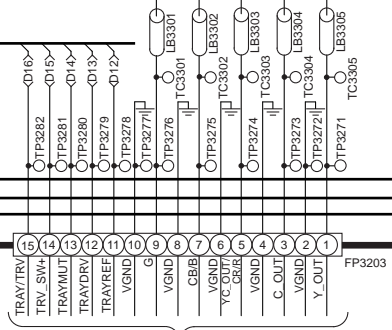 LB3301
LB3302
LB3303
LB3304
LB3305
D16
D15
D14
D13
D12
TC3301
TC3302
TC3303
TC3304
TC3305
TP3282
TP3281
TP3280
TP3279
TP3278
TP3277
TP3276
TP3275
TP3274
TP3273
TP3272
TP3271
15
14
13
12
11
10
9
8
7
6
5
4
3
2
1
FP3203
TRAY/TRV
TRV_SW+
TRAYMUT
TRAYDRV
TRAYREF
VGND
G
VGND
CB/B
VGND/
YC_OUT/
CR/R
VGND
C_OUT
VGND
Y_OUT